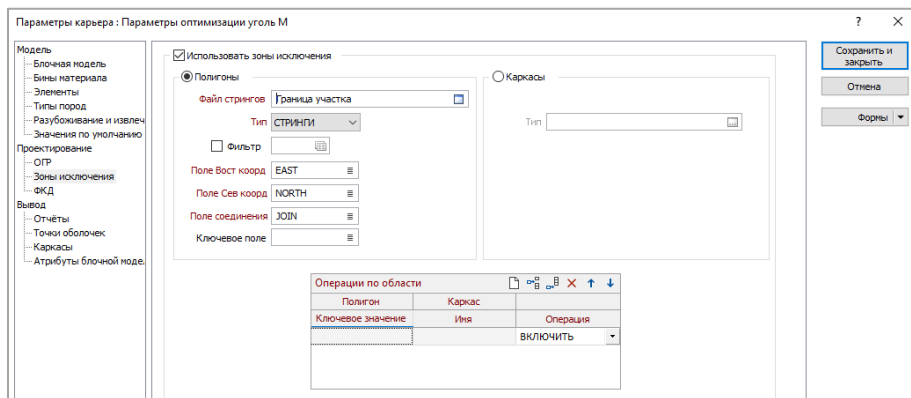 Параметры карьера : Параметры оптимизации уголь М
?
Модель
Блочная модель
Бины материала
Элементы
Типы пород
Разубоживание и извлеч
Значения по умолчанию
Проектирование
ОГР
Зоны исключения
ФКД
Вывод
Отчёты
Точки оболочек
Каркасы
Атрибуты блочной моде.
Использовать зоны исключения
Полигоны
Файл стрингов Граница участка
Тип СТРИНГИ
Фильтр
Поле Вост коорд EAST
Поле Сев коорд NORTH
Поле соединения JOIN
Ключевое поле
Каркасы
Тип
Операции по области
Полигон Каркас
Ключевое значение Имя Операция
ВКЛЮЧИТЬ
Сохранить и
закрыть
Отмена
Формы